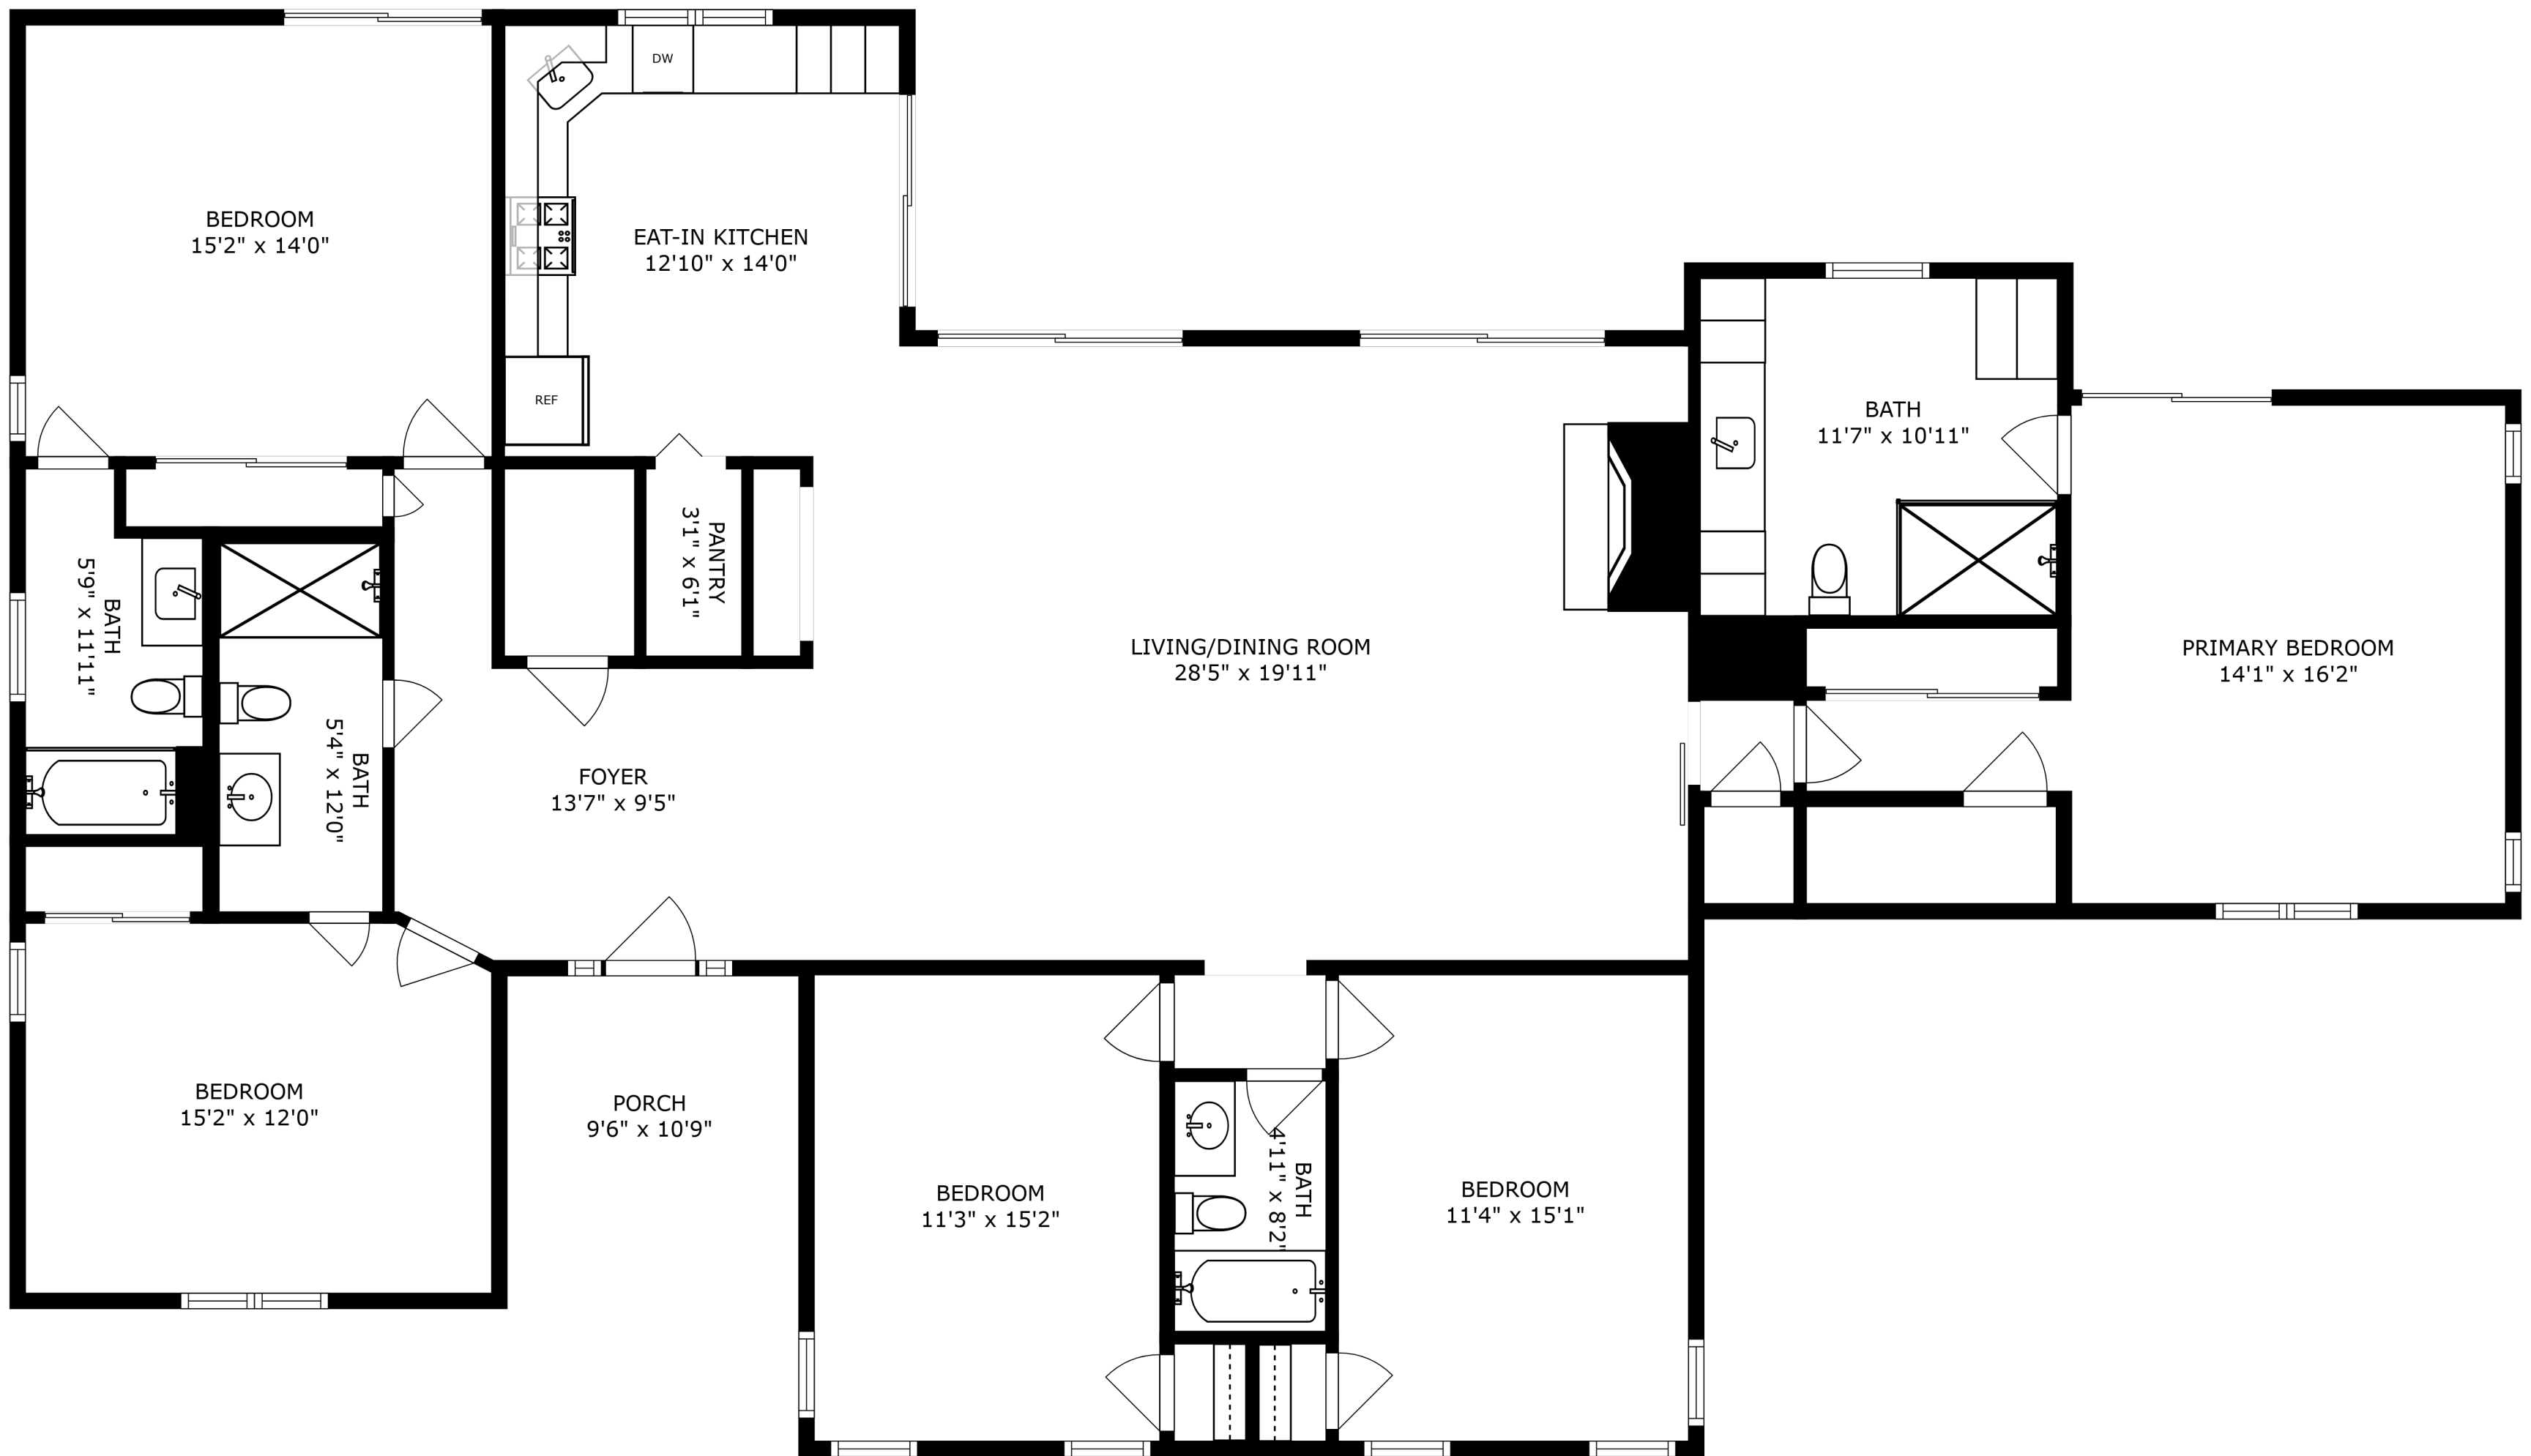 DW
BEDROOM
15'2" x 14'0"
EAT-IN KITCHEN
12'10" x 14'0"
REF
BATH
11'7" x 10'11"
PANTRY
3'1" x 6'1"
BATH
5'9" x 11'11"
LIVING/DINING ROOM
28'5" x 19'11"
PRIMARY BEDROOM
14'1" x 16'2"
BATH
5'4" x 12'0"
FOYER
13'7" x 9'5"
BEDROOM
15'2" x 12'0"
PORCH
9'6" x 10'9"
BEDROOM
11'3" x 15'2"
BATH
4'11" x 8'2"
BEDROOM
11'4" x 15'1"